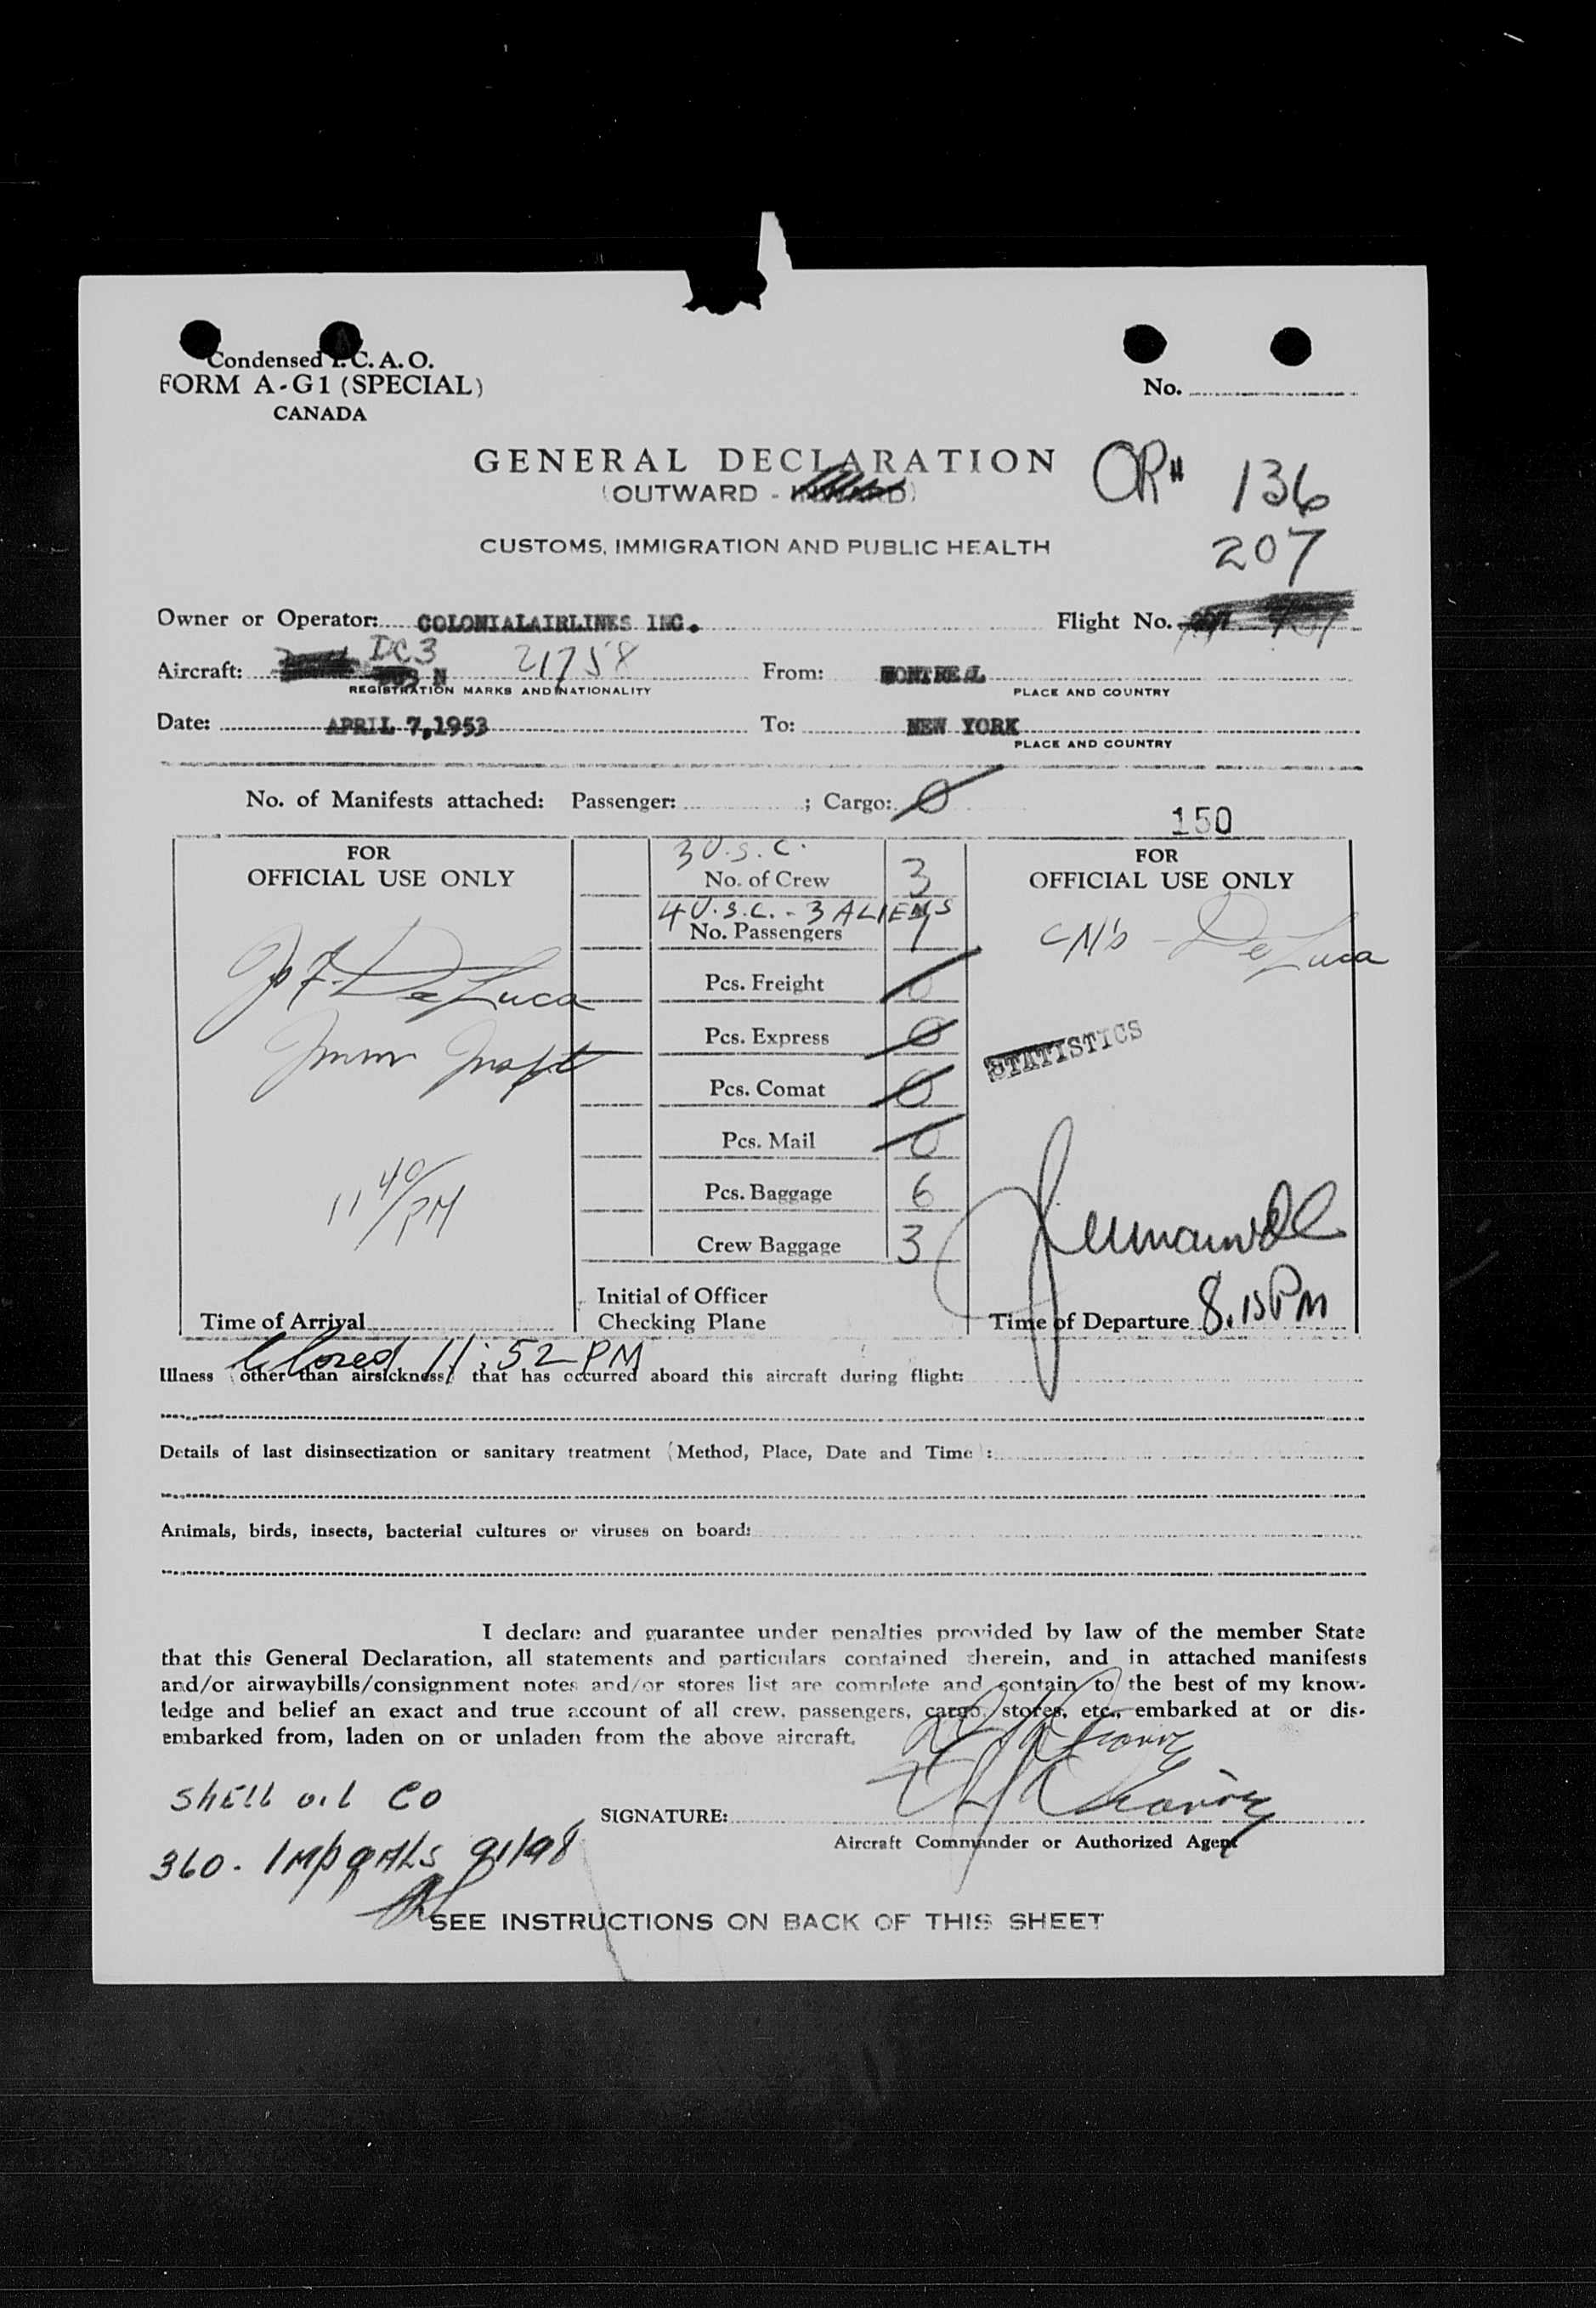 Condensed I.C.A.O.
FORM A-G1 (SPECIAL)
CANADA
No.
GENERAL DECLARATION
(OUTWARD - INWARD)
OR# 136
207
CUSTOMS, IMMIGRATION AND PUBLIC HEALTH
Owner or Operator: COLONIALAIRLINES INC. Flight No.
Aircraft: DC3 N 21758 From: MONTREAL
REGISTRATION MARKS AND NATIONALITY PLACE AND COUNTRY
Date: APRIL 7,1953 To: NEW YORK
PLACE AND COUNTRY
No. of Manifests attached: Passenger: ; Cargo: 0
150
FOR
OFFICIAL USE ONLY
De Luca
11 40/PM
Time of Arrival
3 U.S.C.
No. of Crew 3
4 U.S.C. - 3 ALIENS
No. Passengers 7
Pcs. Freight 0
Pcs. Express 0
Pcs. Comat 0
Pcs. Mail 0
Pcs. Baggage 6
Crew Baggage 3
Initial of Officer
Checking Plane
FOR
OFFICIAL USE ONLY
De Luca
STATISTICS
Time of Departure 8.15PM
Closed 11:52 PM
Illness (other than airsickness) that has occurred aboard this aircraft during flight:
Details of last disinsectization or sanitary treatment (Method, Place, Date and Time):
Animals, birds, insects, bacterial cultures or viruses on board:
I declare and guarantee under penalties provided by law of the member State
that this General Declaration, all statements and particulars contained therein, and in attached manifests
and/or airwaybills/consignment notes and/or stores list are complete and contain to the best of my know-
ledge and belief an exact and true account of all crew, passengers, cargo, stores, etc., embarked at or dis-
embarked from, laden on or unladen from the above aircraft.
Shell oil Co
SIGNATURE:
Aircraft Commander or Authorized Agent
360. Imp gals 91/98
SEE INSTRUCTIONS ON BACK OF THIS SHEET